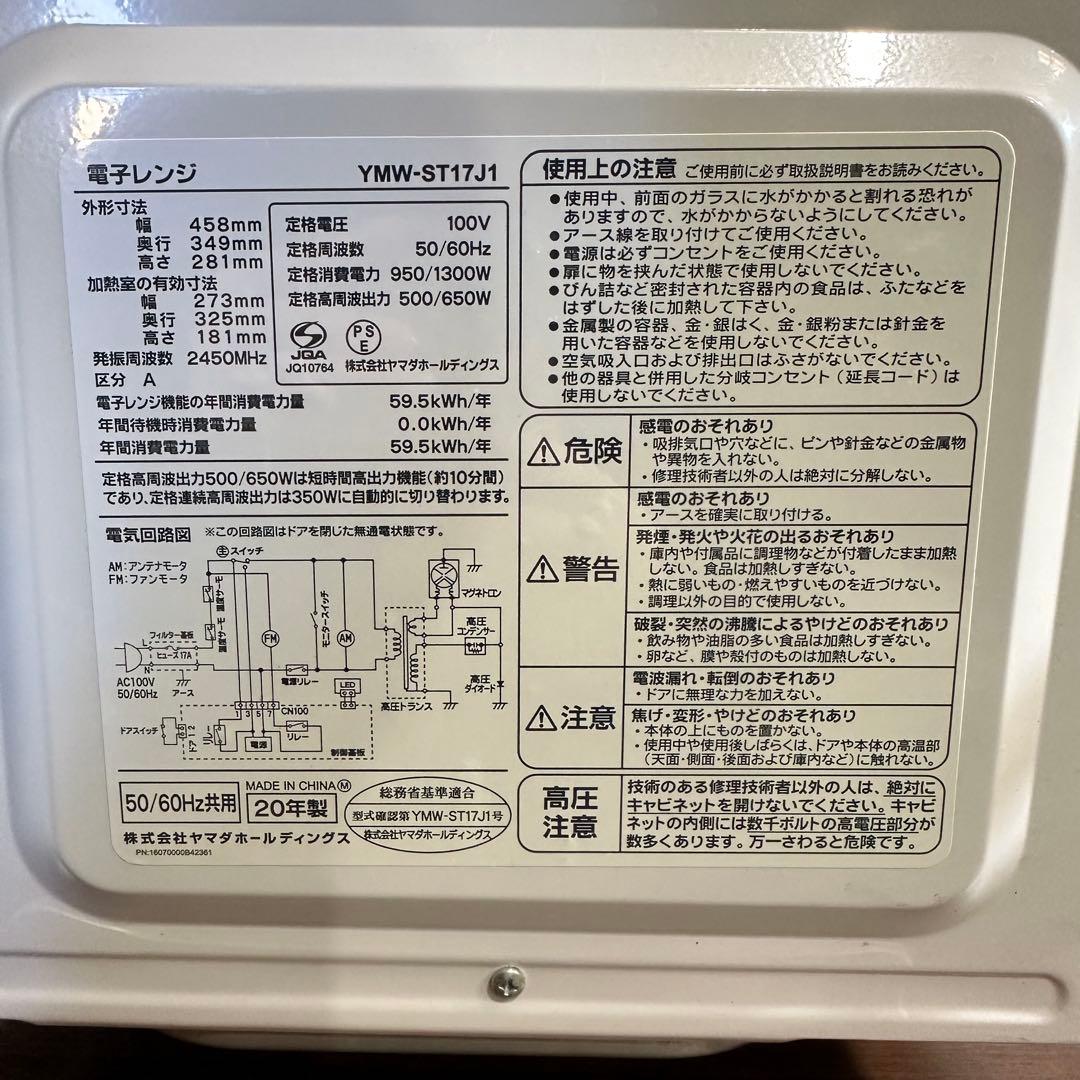 電子レンジ YMW-ST17J1
外形寸法
幅 458mm
奥行 349mm
高さ 281mm
加熱室の有効寸法
幅 273mm
奥行 325mm
高さ 181mm
発振周波数 2450MHz
区分 A
定格電圧 100V
定格周波数 50/60Hz
定格消費電力 950/1300W
定格高周波出力 500/650W
JQA
JQ10764
PSE
株式会社ヤマダホールディングス
電子レンジ機能の年間消費電力量 59.5kWh/年
年間待機時消費電力量 0.0kWh/年
年間消費電力量 59.5kWh/年
定格高周波出力500/650Wは短時間高出力機能(約10分間)
であり、定格連続高周波出力は350Wに自動的に切り替わります。
電気回路図 ※この回路図はドアを閉じた無通電状態です。
AM:アンテナモータ
FM:ファンモータ
主スイッチ
温度サーモ
温度サーモ
モニタースイッチ
マグネトロン
高圧
コンデンサー
フィルター基板
L
ヒューズ17A
N
FM
AM
AC100V
50/60Hz
アース
電源リレー
LED
高圧トランス
高圧
ダイオード
CN100
1 3 5 7
ドアスイッチ
ドア 1 2
リレー
電源
リレー
制御基板
50/60Hz共用
MADE IN CHINA Ⓜ
20年製
総務省基準適合
型式確認第YMW-ST17J1号
株式会社ヤマダホールディングス
株式会社ヤマダホールディングス
PN:16070000B42361
使用上の注意 ご使用前に必ず取扱説明書をお読みください。
●使用中、前面のガラスに水がかかると割れる恐れが
ありますので、水がかからないようにしてください。
●アース線を取り付けてご使用ください。
●電源は必ずコンセントをご使用ください。
●扉に物を挟んだ状態で使用しないでください。
●びん詰など密封された容器内の食品は、ふたなどを
はずした後に加熱して下さい。
●金属製の容器、金・銀はく、金・銀粉または針金を
用いた容器などを使用しないでください。
●空気吸入口および排出口はふさがないでください。
●他の器具と併用した分岐コンセント(延長コード)は
使用しないでください。
⚠危険
感電のおそれあり
・吸排気口や穴などに、ピンや針金などの金属物
や異物を入れない。
・修理技術者以外の人は絶対に分解しない。
⚠警告
感電のおそれあり
・アースを確実に取り付ける。
発煙・発火や火花の出るおそれあり
・庫内や付属品に調理物などが付着したまま加熱
しない。食品は加熱しすぎない。
・熱に弱いもの・燃えやすいものを近づけない。
・調理以外の目的で使用しない。
破裂・突然の沸騰によるやけどのおそれあり
・飲み物や油脂の多い食品は加熱しすぎない。
・卵など、膜や殻付のものは加熱しない。
⚠注意
電波漏れ・転倒のおそれあり
・ドアに無理な力を加えない。
焦げ・変形・やけどのおそれあり
・本体の上にものを置かない。
・使用中や使用後しばらくは、ドアや本体の高温部
(天面・側面・後面および庫内など)に触れない。
高圧
注意
技術のある修理技術者以外の人は、絶対に
キャビネットを開けないでください。キャビ
ネットの内側には数千ボルトの高電圧部分が
数多くあります。万一さわると危険です。